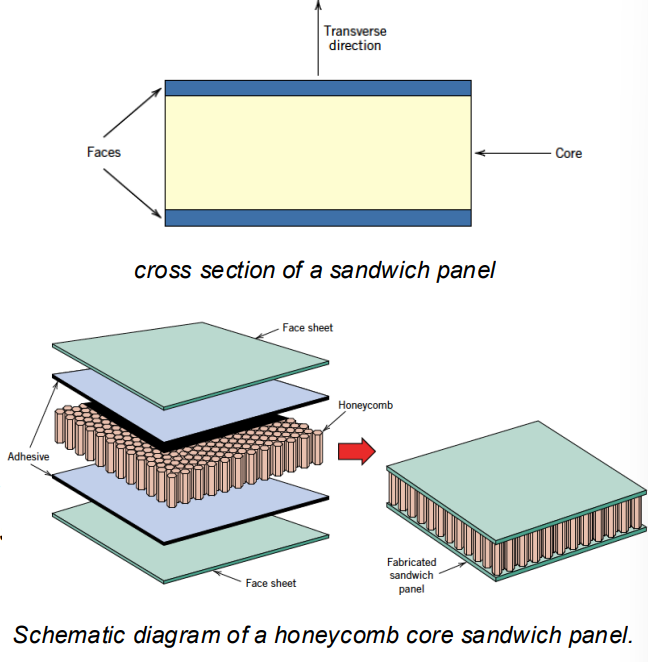 Transverse
direction
Faces
Core
cross section of a sandwich panel
Face sheet
Honeycomb
Adhesive
Fabricated
sandwich
panel
Face sheet
Schematic diagram of a honeycomb core sandwich panel.